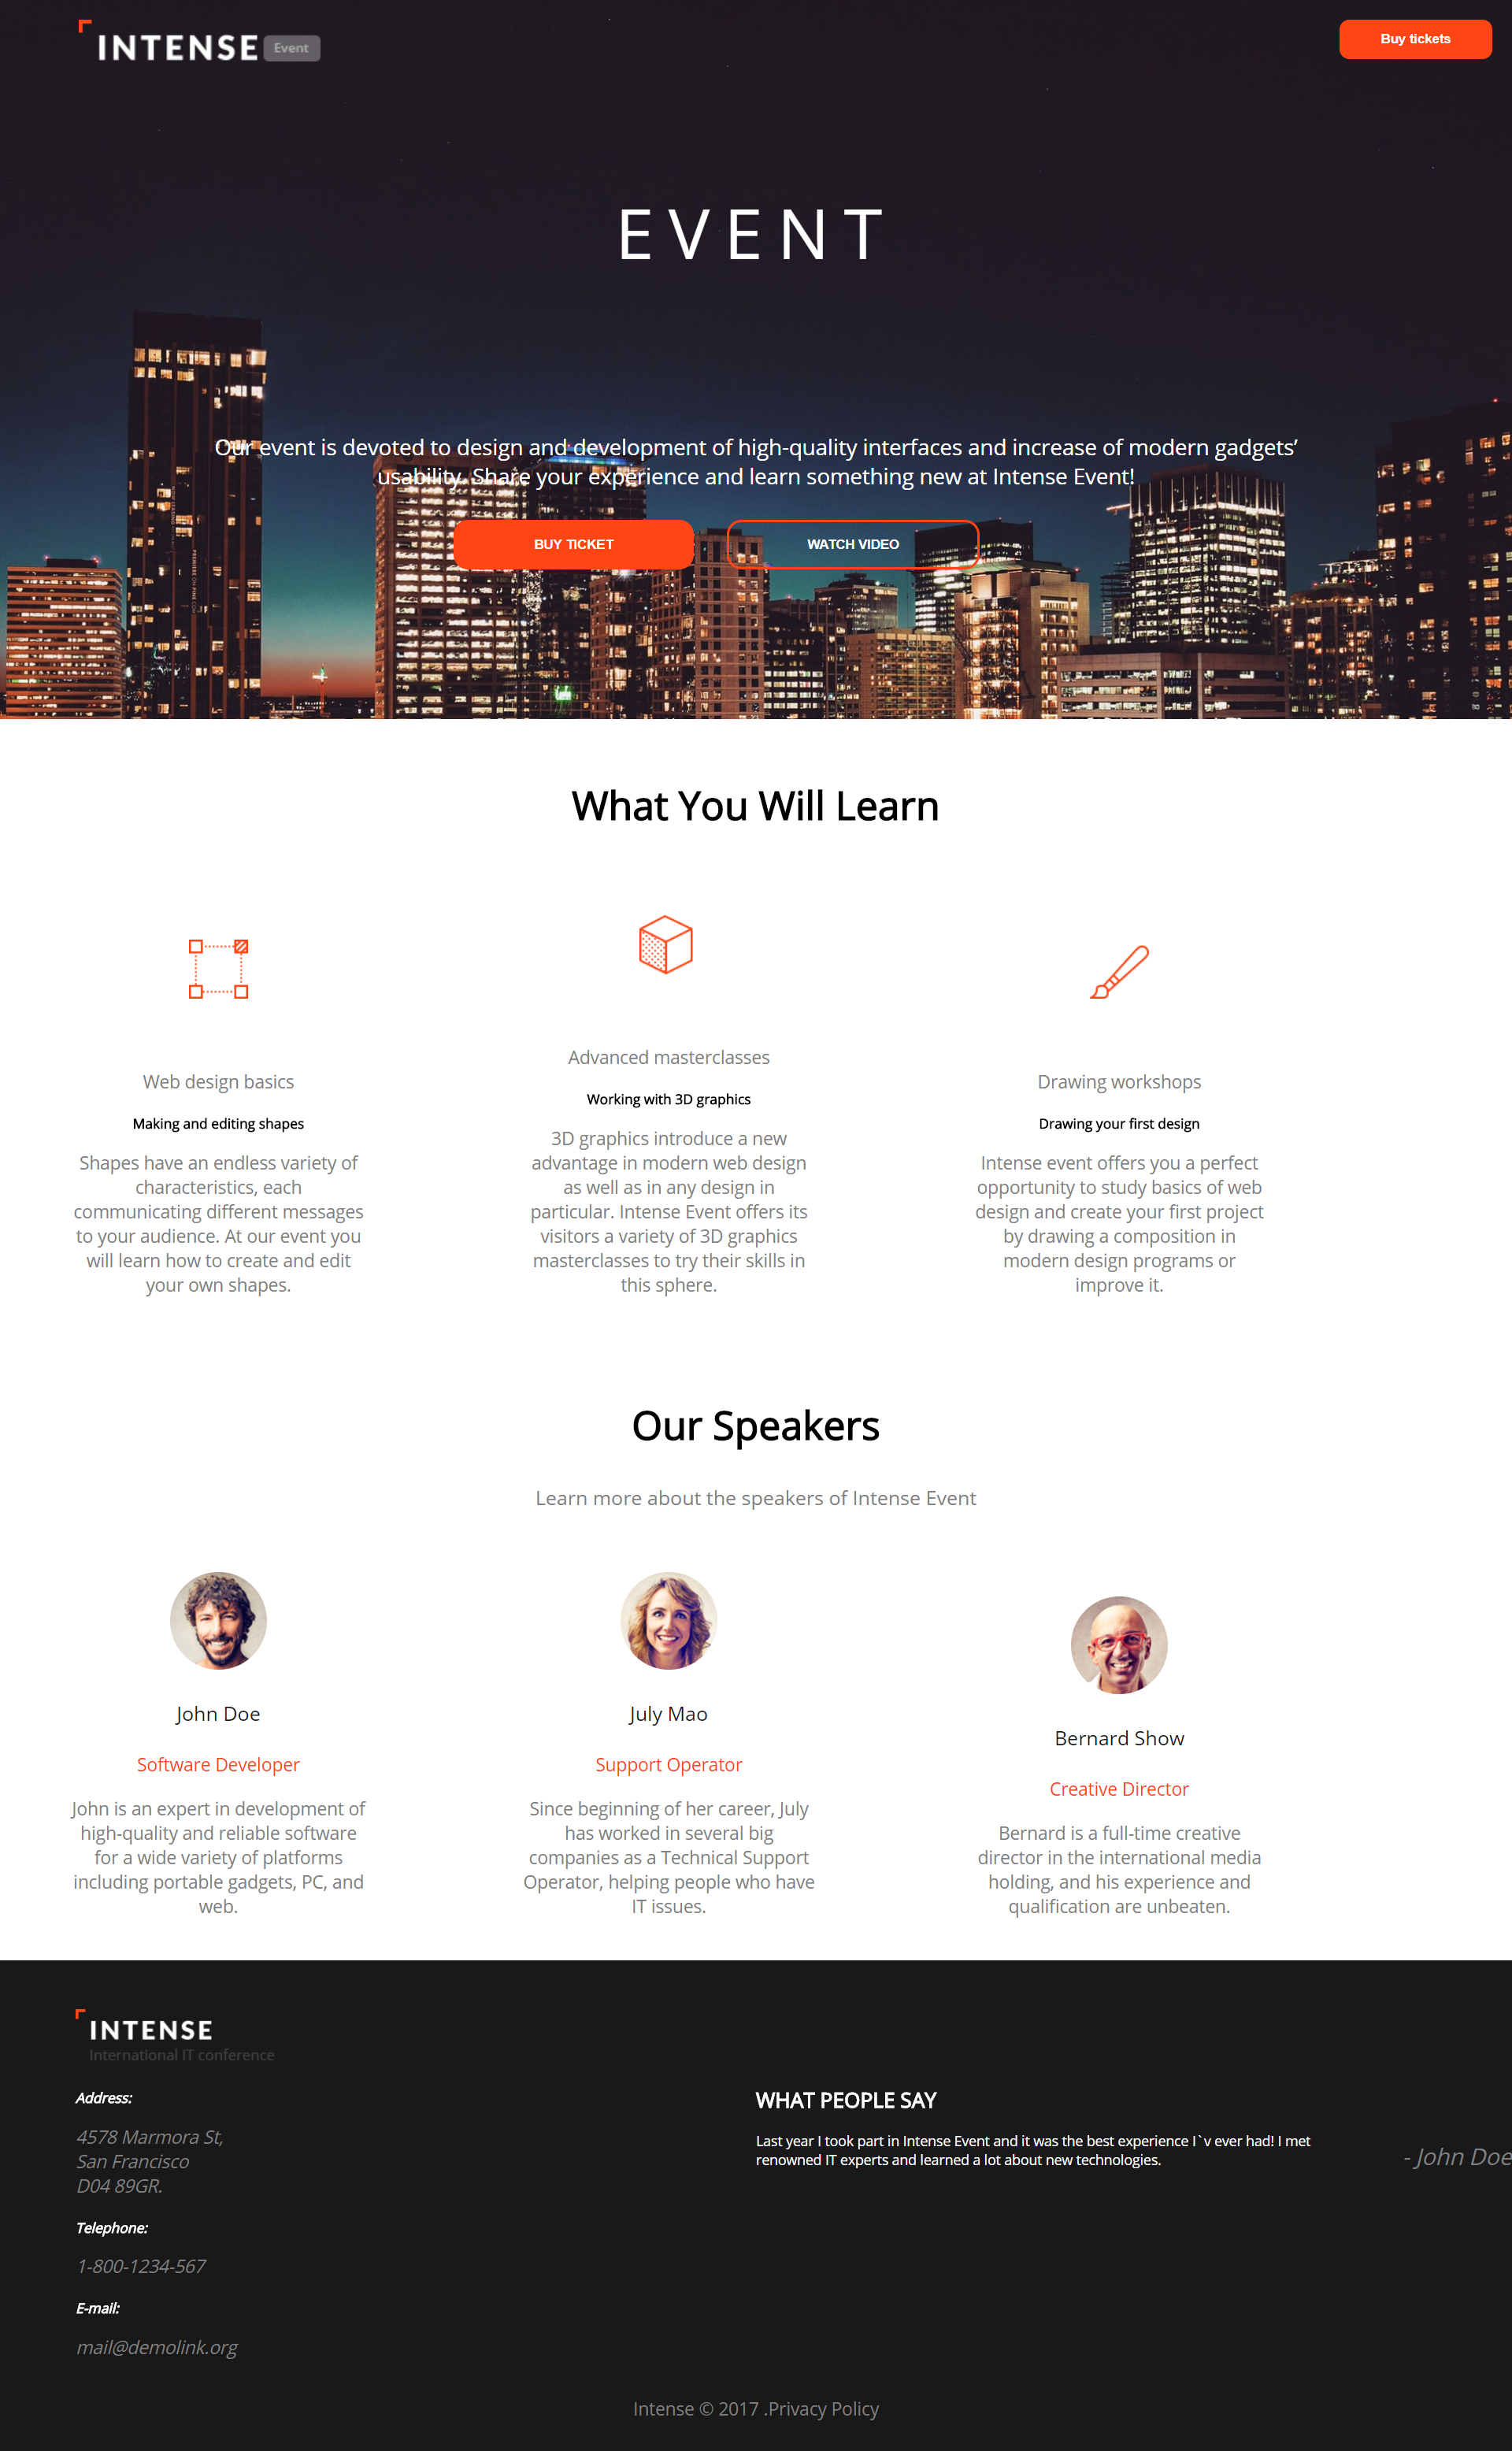 INTENSE Event
Buy tickets
EVENT
Our event is devoted to design and development of high-quality interfaces and increase of modern gadgets’
usability. Share your experience and learn something new at Intense Event!
BUY TICKET
WATCH VIDEO
What You Will Learn
Web design basics
Making and editing shapes
Shapes have an endless variety of
characteristics, each
communicating different messages
to your audience. At our event you
will learn how to create and edit
your own shapes.
Advanced masterclasses
Working with 3D graphics
3D graphics introduce a new
advantage in modern web design
as well as in any design in
particular. Intense Event offers its
visitors a variety of 3D graphics
masterclasses to try their skills in
this sphere.
Drawing workshops
Drawing your first design
Intense event offers you a perfect
opportunity to study basics of web
design and create your first project
by drawing a composition in
modern design programs or
improve it.
Our Speakers
Learn more about the speakers of Intense Event
John Doe
Software Developer
John is an expert in development of
high-quality and reliable software
for a wide variety of platforms
including portable gadgets, PC, and
web.
July Mao
Support Operator
Since beginning of her career, July
has worked in several big
companies as a Technical Support
Operator, helping people who have
IT issues.
Bernard Show
Creative Director
Bernard is a full-time creative
director in the international media
holding, and his experience and
qualification are unbeaten.
INTENSE
International IT conference
Address:
4578 Marmora St,
San Francisco
D04 89GR.
Telephone:
1-800-1234-567
E-mail:
mail@demolink.org
WHAT PEOPLE SAY
Last year I took part in Intense Event and it was the best experience I`v ever had! I met
renowned IT experts and learned a lot about new technologies.
- John Doe
Intense © 2017 .Privacy Policy